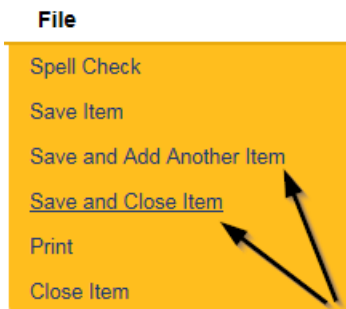 File
Spell Check
Save Item
Save and Add Another Item
Save and Close Item
Print
Close Item